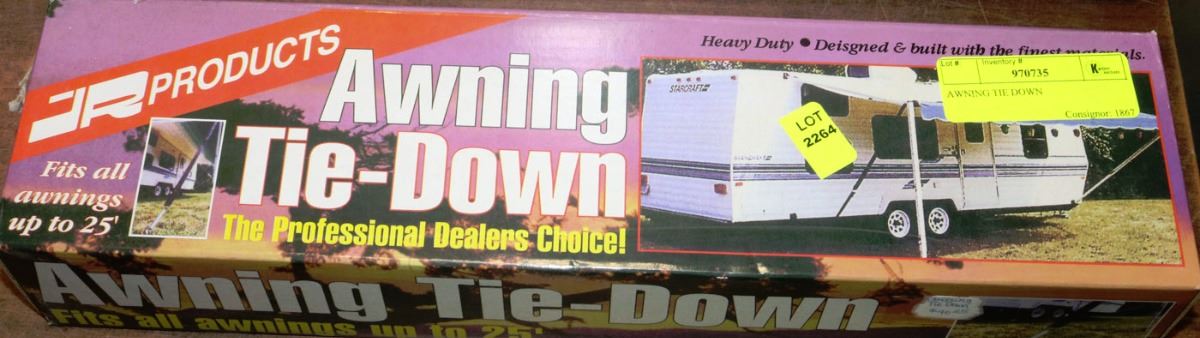 JR PRODUCTS
Awning
Tie-Down
The Professional Dealers Choice!
Fits all
awnings
up to 25'
Heavy Duty • Deisgned & built with the finest materials.
STARCRAFT
LOT
2264
Lot # Inventory #
970735
AWNING TIE DOWN
Consignor: 1867
Awning Tie-Down
Fits all awnings up to 25'